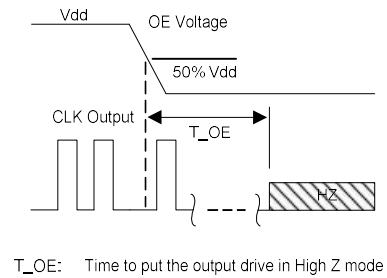 Vdd
OE Voltage
50% Vdd
CLK Output
T_OE
HZ
T_OE: Time to put the output drive in High Z mode